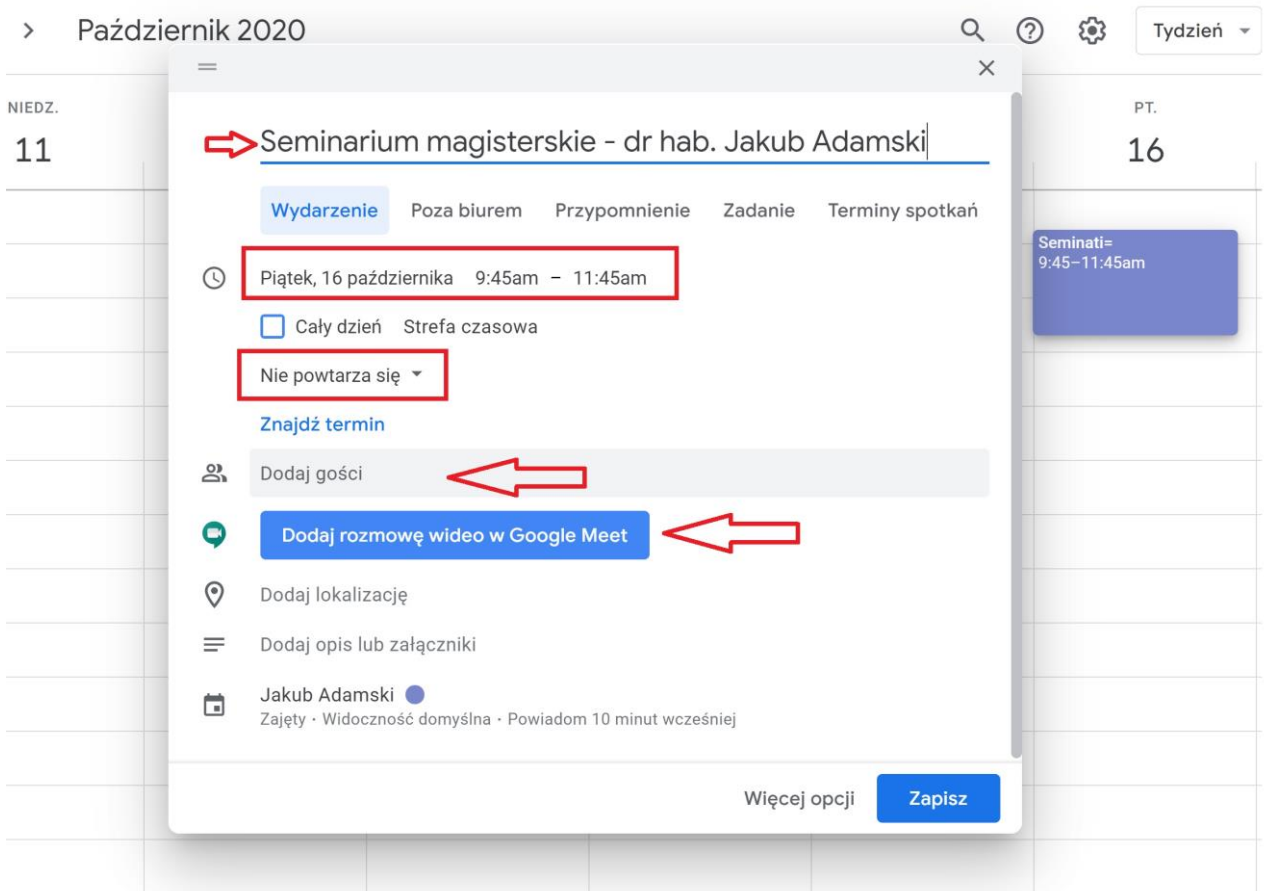 Październik 2020
Tydzień
NIEDZ.
11
PT.
16
Seminarium magisterskie - dr hab. Jakub Adamski
Wydarzenie Poza biurem Przypomnienie Zadanie Terminy spotkań
Seminati=
9:45–11:45am
Piątek, 16 października 9:45am – 11:45am
Cały dzień Strefa czasowa
Nie powtarza się
Znajdź termin
Dodaj gości
Dodaj rozmowę wideo w Google Meet
Dodaj lokalizację
Dodaj opis lub załączniki
Jakub Adamski
Zajęty · Widoczność domyślna · Powiadom 10 minut wcześniej
Więcej opcji Zapisz